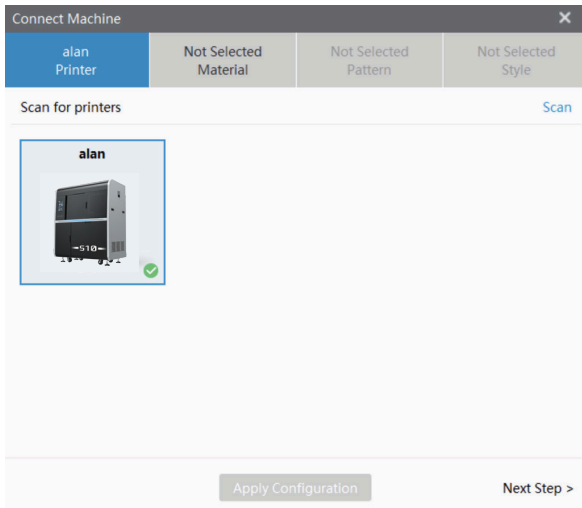 Connect Machine
alan
Printer
Not Selected
Material
Not Selected
Pattern
Not Selected
Style
Scan for printers
Scan
alan
S10
Apply Configuration
Next Step >